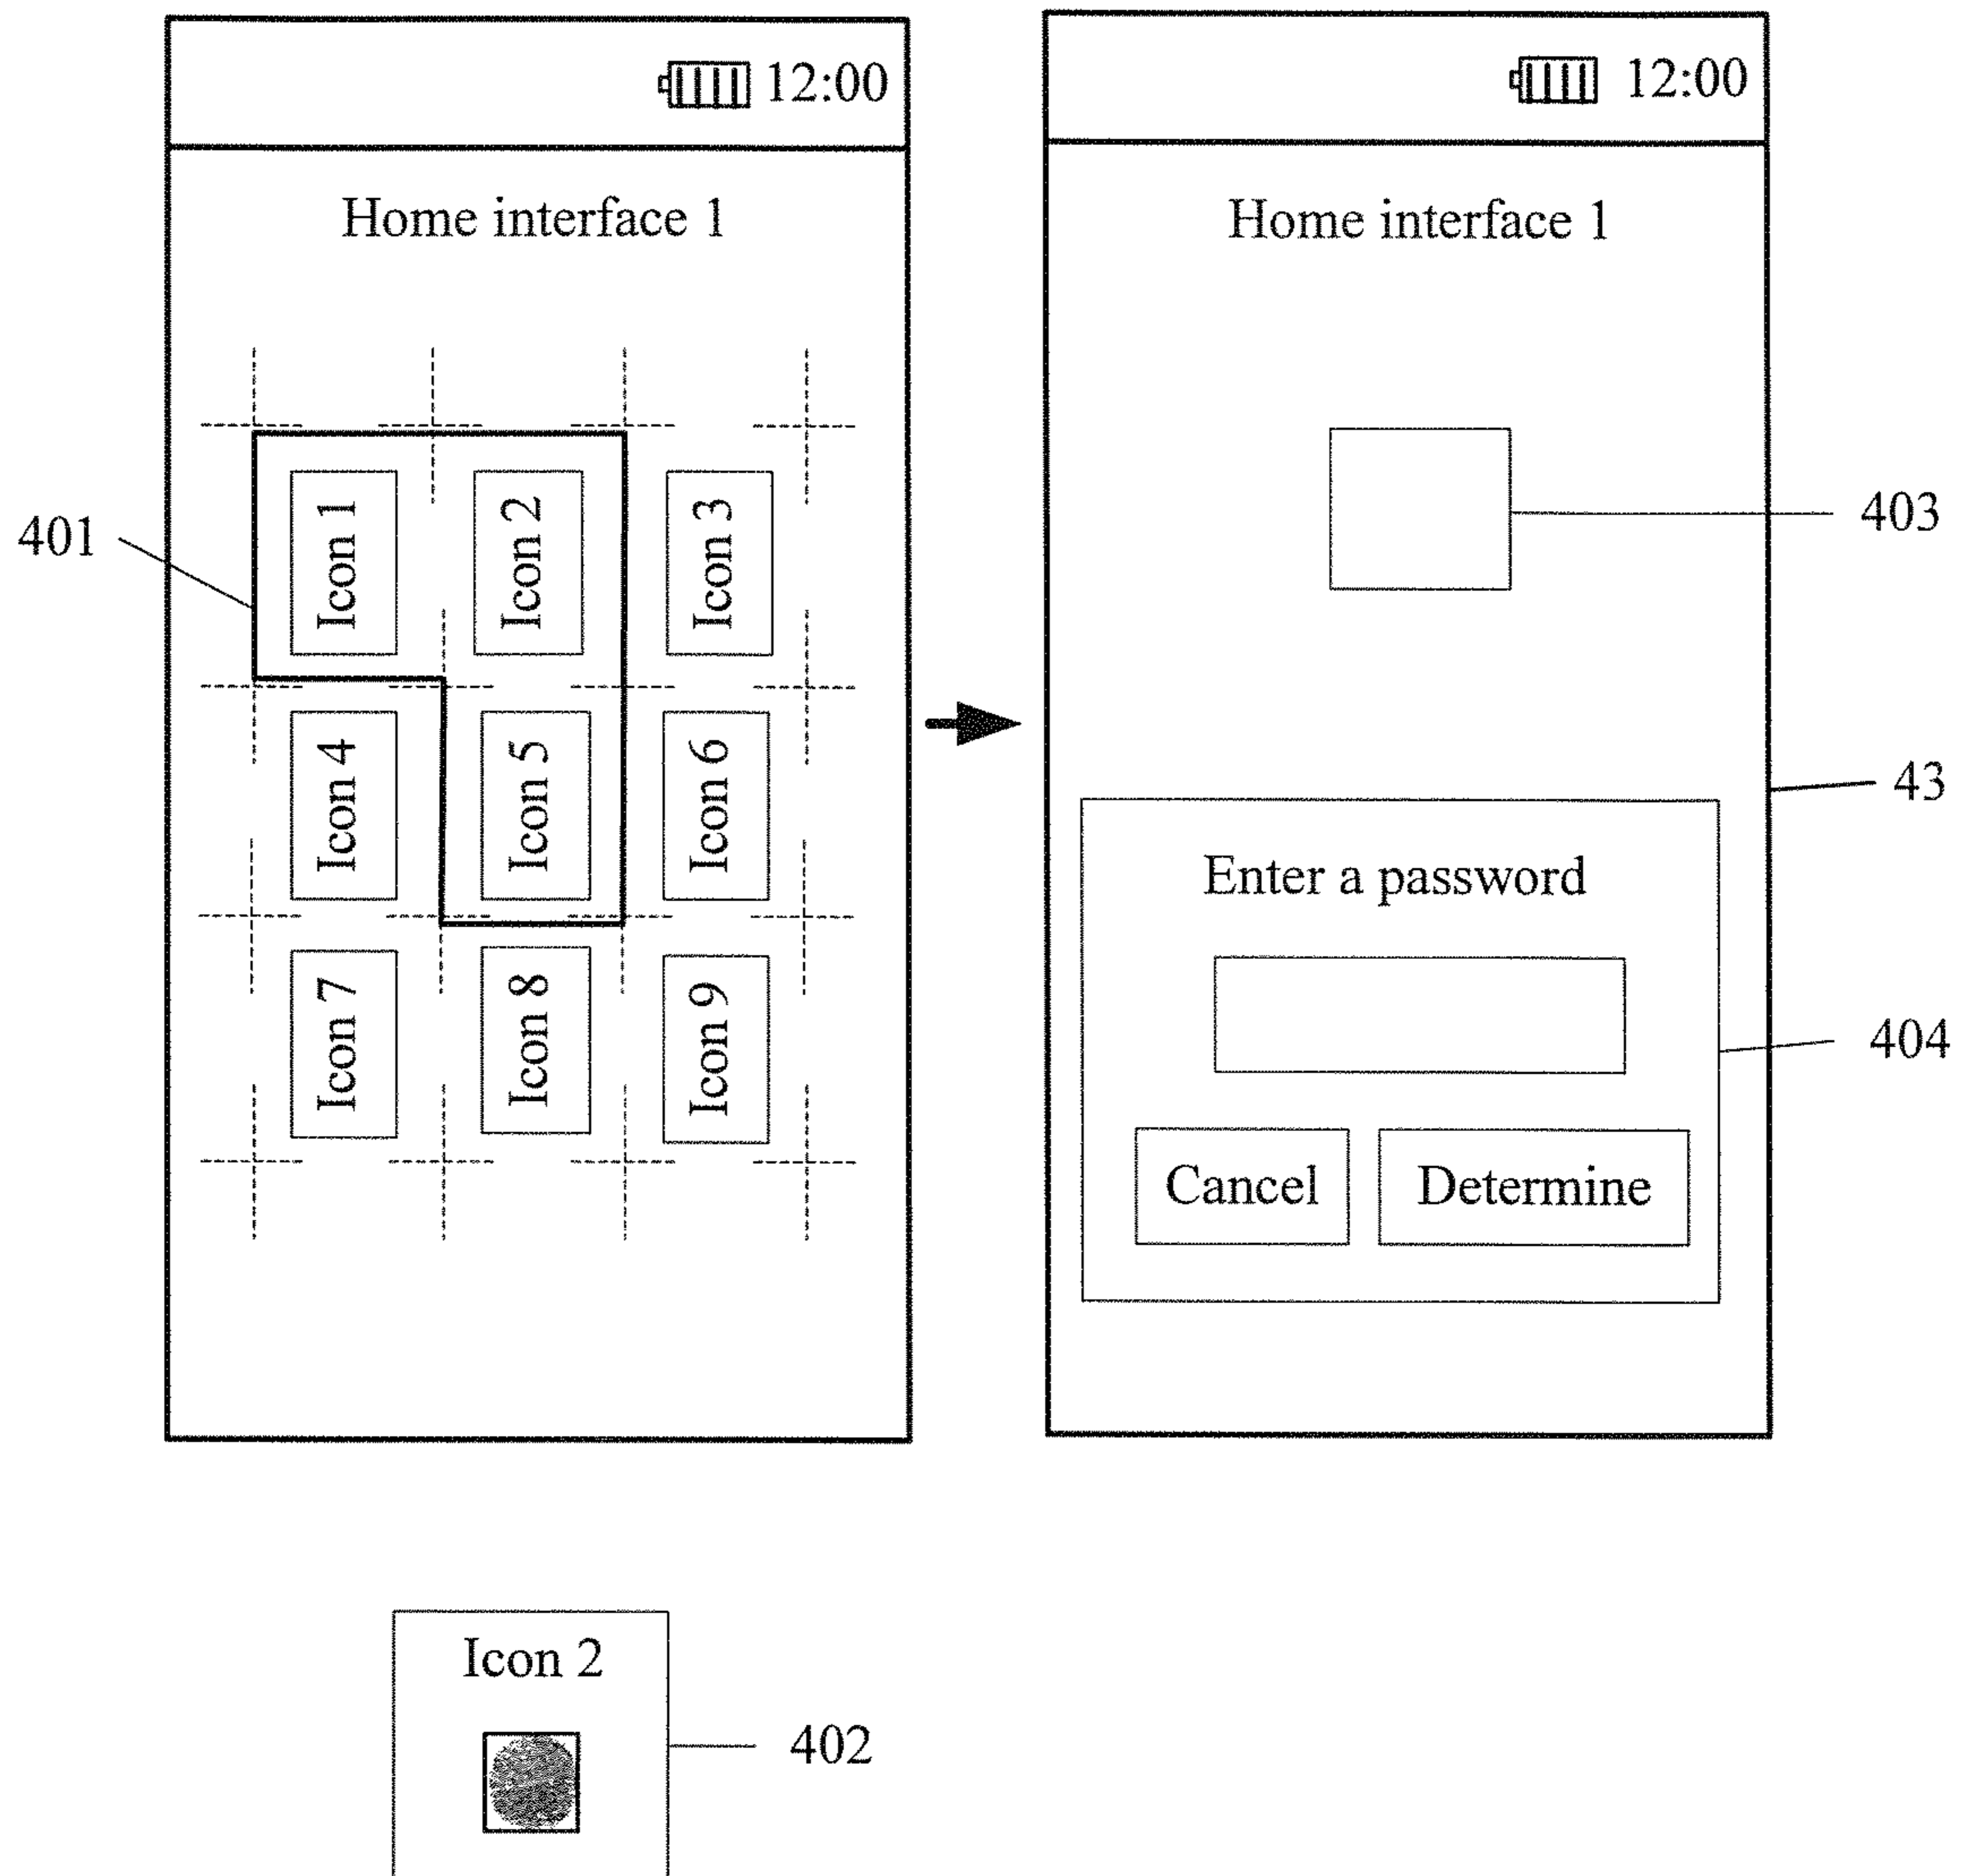 12:00
Home interface 1
401
Icon 1
Icon 2
Icon 3
Icon 4
Icon 5
Icon 6
Icon 7
Icon 8
Icon 9
12:00
Home interface 1
403
43
Enter a password
404
Cancel
Determine
Icon 2
402